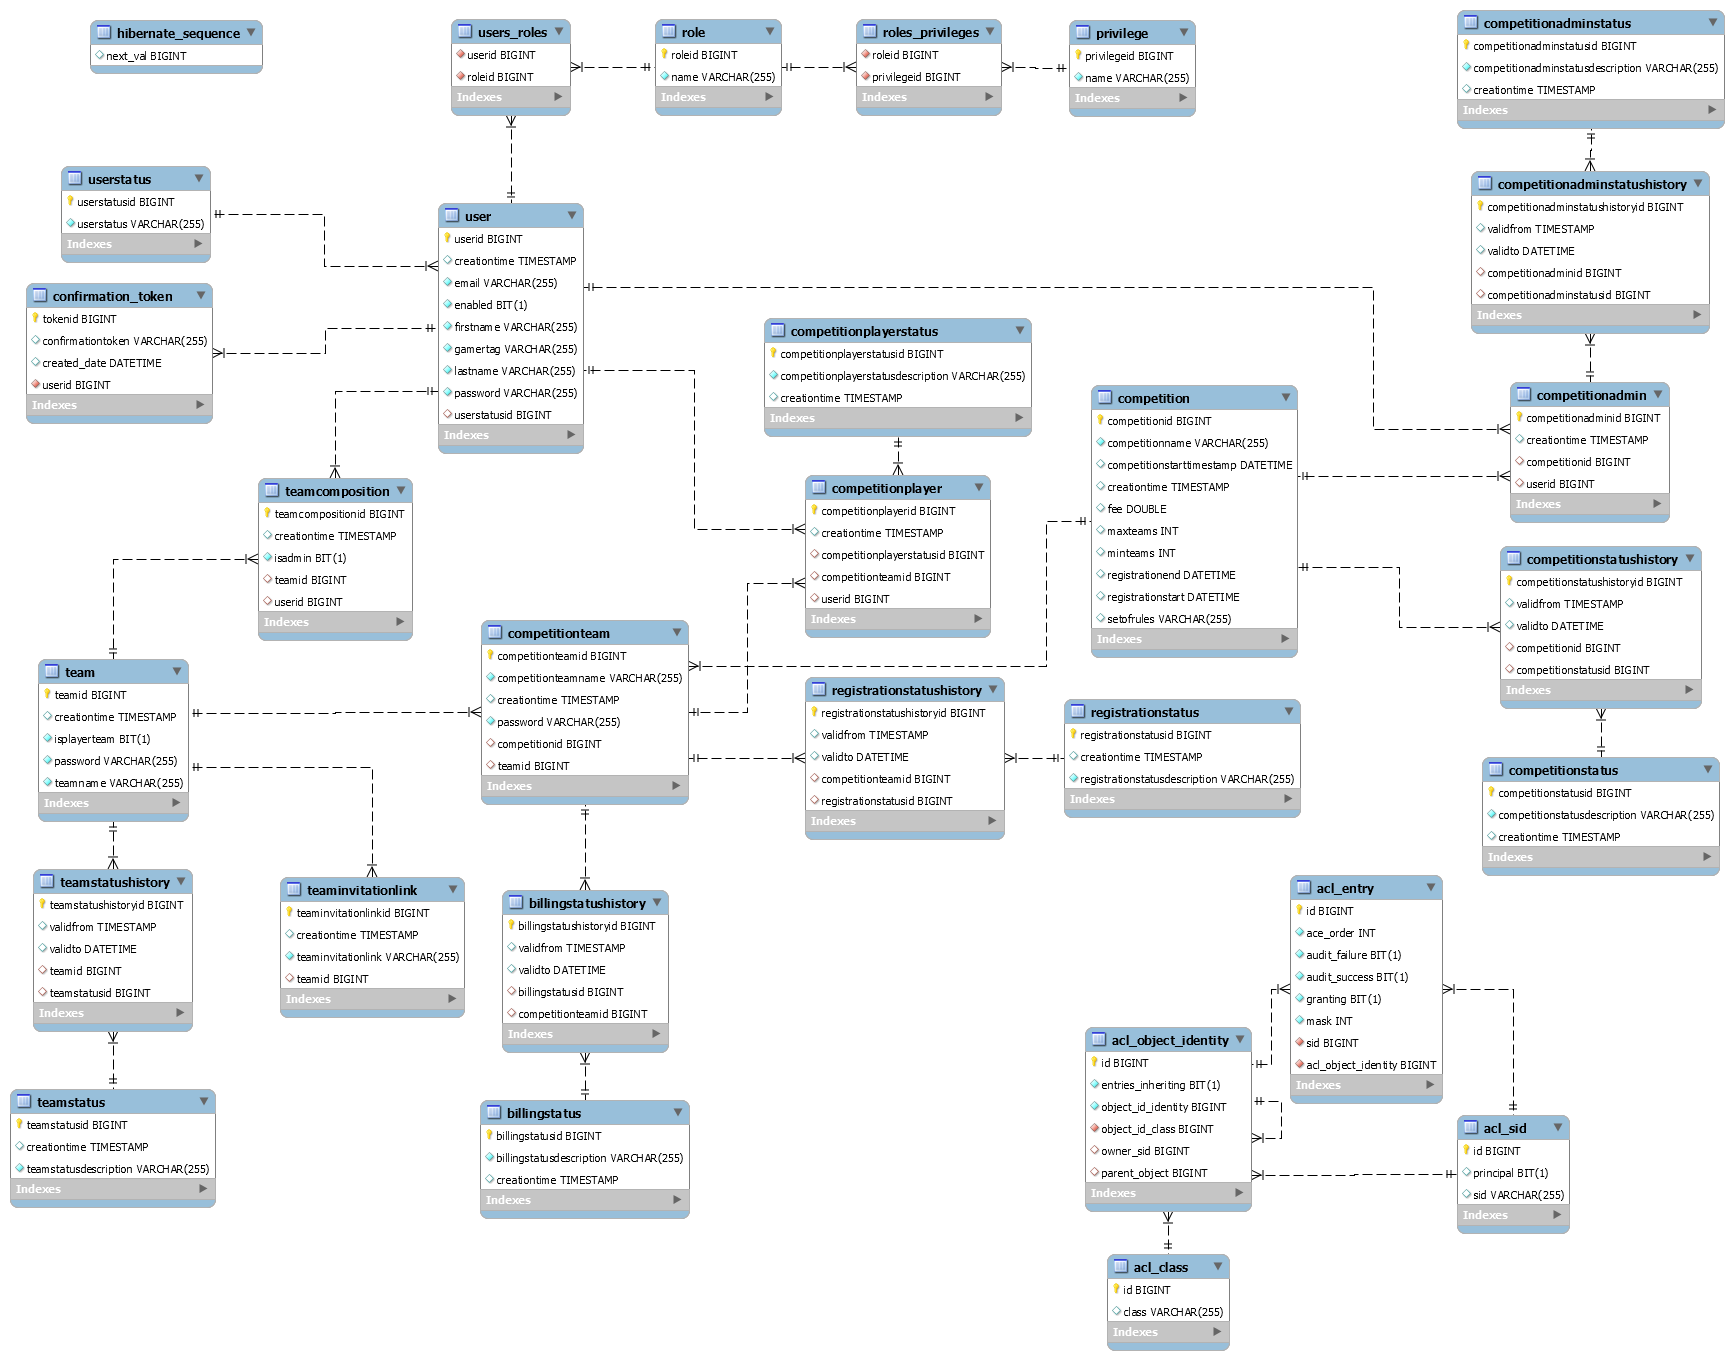 hibernate_sequence
next_val BIGINT
users_roles
userid BIGINT
roleid BIGINT
Indexes
role
roleid BIGINT
name VARCHAR(255)
Indexes
roles_privileges
roleid BIGINT
privilegeid BIGINT
Indexes
privilege
privilegeid BIGINT
name VARCHAR(255)
Indexes
competitionadminstatus
competitionadminstatusid BIGINT
competitionadminstatusdescription VARCHAR(255)
creationtime TIMESTAMP
Indexes
userstatus
userstatusid BIGINT
userstatus VARCHAR(255)
Indexes
user
userid BIGINT
creationtime TIMESTAMP
email VARCHAR(255)
enabled BIT(1)
firstname VARCHAR(255)
gamertag VARCHAR(255)
lastname VARCHAR(255)
password VARCHAR(255)
userstatusid BIGINT
Indexes
competitionadminstatushistory
competitionadminstatushistoryid BIGINT
validfrom TIMESTAMP
validto DATETIME
competitionadminid BIGINT
competitionadminstatusid BIGINT
Indexes
confirmation_token
tokenid BIGINT
confirmationtoken VARCHAR(255)
created_date DATETIME
userid BIGINT
Indexes
competitionplayerstatus
competitionplayerstatusid BIGINT
competitionplayerstatusdescription VARCHAR(255)
creationtime TIMESTAMP
Indexes
competition
competitionid BIGINT
competitionname VARCHAR(255)
competitionstarttimestamp DATETIME
creationtime TIMESTAMP
fee DOUBLE
maxteams INT
minteams INT
registrationend DATETIME
registrationstart DATETIME
setofrules VARCHAR(255)
Indexes
competitionadmin
competitionadminid BIGINT
creationtime TIMESTAMP
competitionid BIGINT
userid BIGINT
Indexes
teamcomposition
teamcompositionid BIGINT
creationtime TIMESTAMP
isadmin BIT(1)
teamid BIGINT
userid BIGINT
Indexes
competitionplayer
competitionplayerid BIGINT
creationtime TIMESTAMP
competitionplayerstatusid BIGINT
competitionteamid BIGINT
userid BIGINT
Indexes
competitionstatushistory
competitionstatushistoryid BIGINT
validfrom TIMESTAMP
validto DATETIME
competitionid BIGINT
competitionstatusid BIGINT
Indexes
competitionteam
competitionteamid BIGINT
competitionteamname VARCHAR(255)
creationtime TIMESTAMP
password VARCHAR(255)
competitionid BIGINT
teamid BIGINT
Indexes
team
teamid BIGINT
creationtime TIMESTAMP
isplayerteam BIT(1)
password VARCHAR(255)
teamname VARCHAR(255)
Indexes
registrationstatushistory
registrationstatushistoryid BIGINT
validfrom TIMESTAMP
validto DATETIME
competitionteamid BIGINT
registrationstatusid BIGINT
Indexes
registrationstatus
registrationstatusid BIGINT
creationtime TIMESTAMP
registrationstatusdescription VARCHAR(255)
Indexes
competitionstatus
competitionstatusid BIGINT
competitionstatusdescription VARCHAR(255)
creationtime TIMESTAMP
Indexes
teamstatushistory
teamstatushistoryid BIGINT
validfrom TIMESTAMP
validto DATETIME
teamid BIGINT
teamstatusid BIGINT
Indexes
teaminvitationlink
teaminvitationlinkid BIGINT
creationtime TIMESTAMP
teaminvitationlink VARCHAR(255)
teamid BIGINT
Indexes
billingstatushistory
billingstatushistoryid BIGINT
validfrom TIMESTAMP
validto DATETIME
billingstatusid BIGINT
competitionteamid BIGINT
Indexes
acl_entry
id BIGINT
ace_order INT
audit_failure BIT(1)
audit_success BIT(1)
granting BIT(1)
mask INT
sid BIGINT
acl_object_identity BIGINT
Indexes
acl_object_identity
id BIGINT
entries_inheriting BIT(1)
object_id_identity BIGINT
object_id_class BIGINT
owner_sid BIGINT
parent_object BIGINT
Indexes
teamstatus
teamstatusid BIGINT
creationtime TIMESTAMP
teamstatusdescription VARCHAR(255)
Indexes
billingstatus
billingstatusid BIGINT
billingstatusdescription VARCHAR(255)
creationtime TIMESTAMP
Indexes
acl_sid
id BIGINT
principal BIT(1)
sid VARCHAR(255)
Indexes
acl_class
id BIGINT
class VARCHAR(255)
Indexes